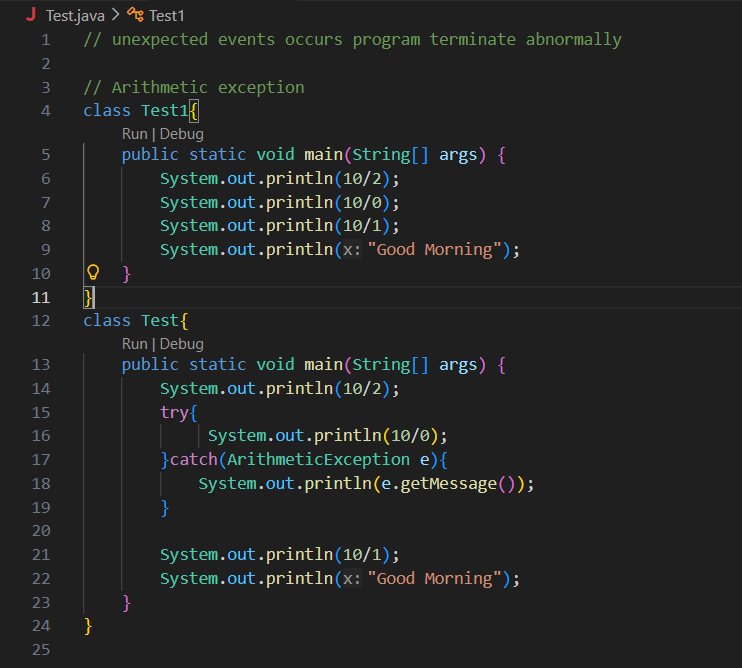 Test.java > Test1
1 // unexpected events occurs program terminate abnormally
2
3 // Arithmetic exception
4 class Test1{
Run | Debug
5 public static void main(String[] args) {
6 System.out.println(10/2);
7 System.out.println(10/0);
8 System.out.println(10/1);
9 System.out.println(x: "Good Morning");
10 }
11 }
12 class Test{
Run | Debug
13 public static void main(String[] args) {
14 System.out.println(10/2);
15 try{
16 System.out.println(10/0);
17 }catch(ArithmeticException e){
18 System.out.println(e.getMessage());
19 }
20
21 System.out.println(10/1);
22 System.out.println(x: "Good Morning");
23 }
24 }
25